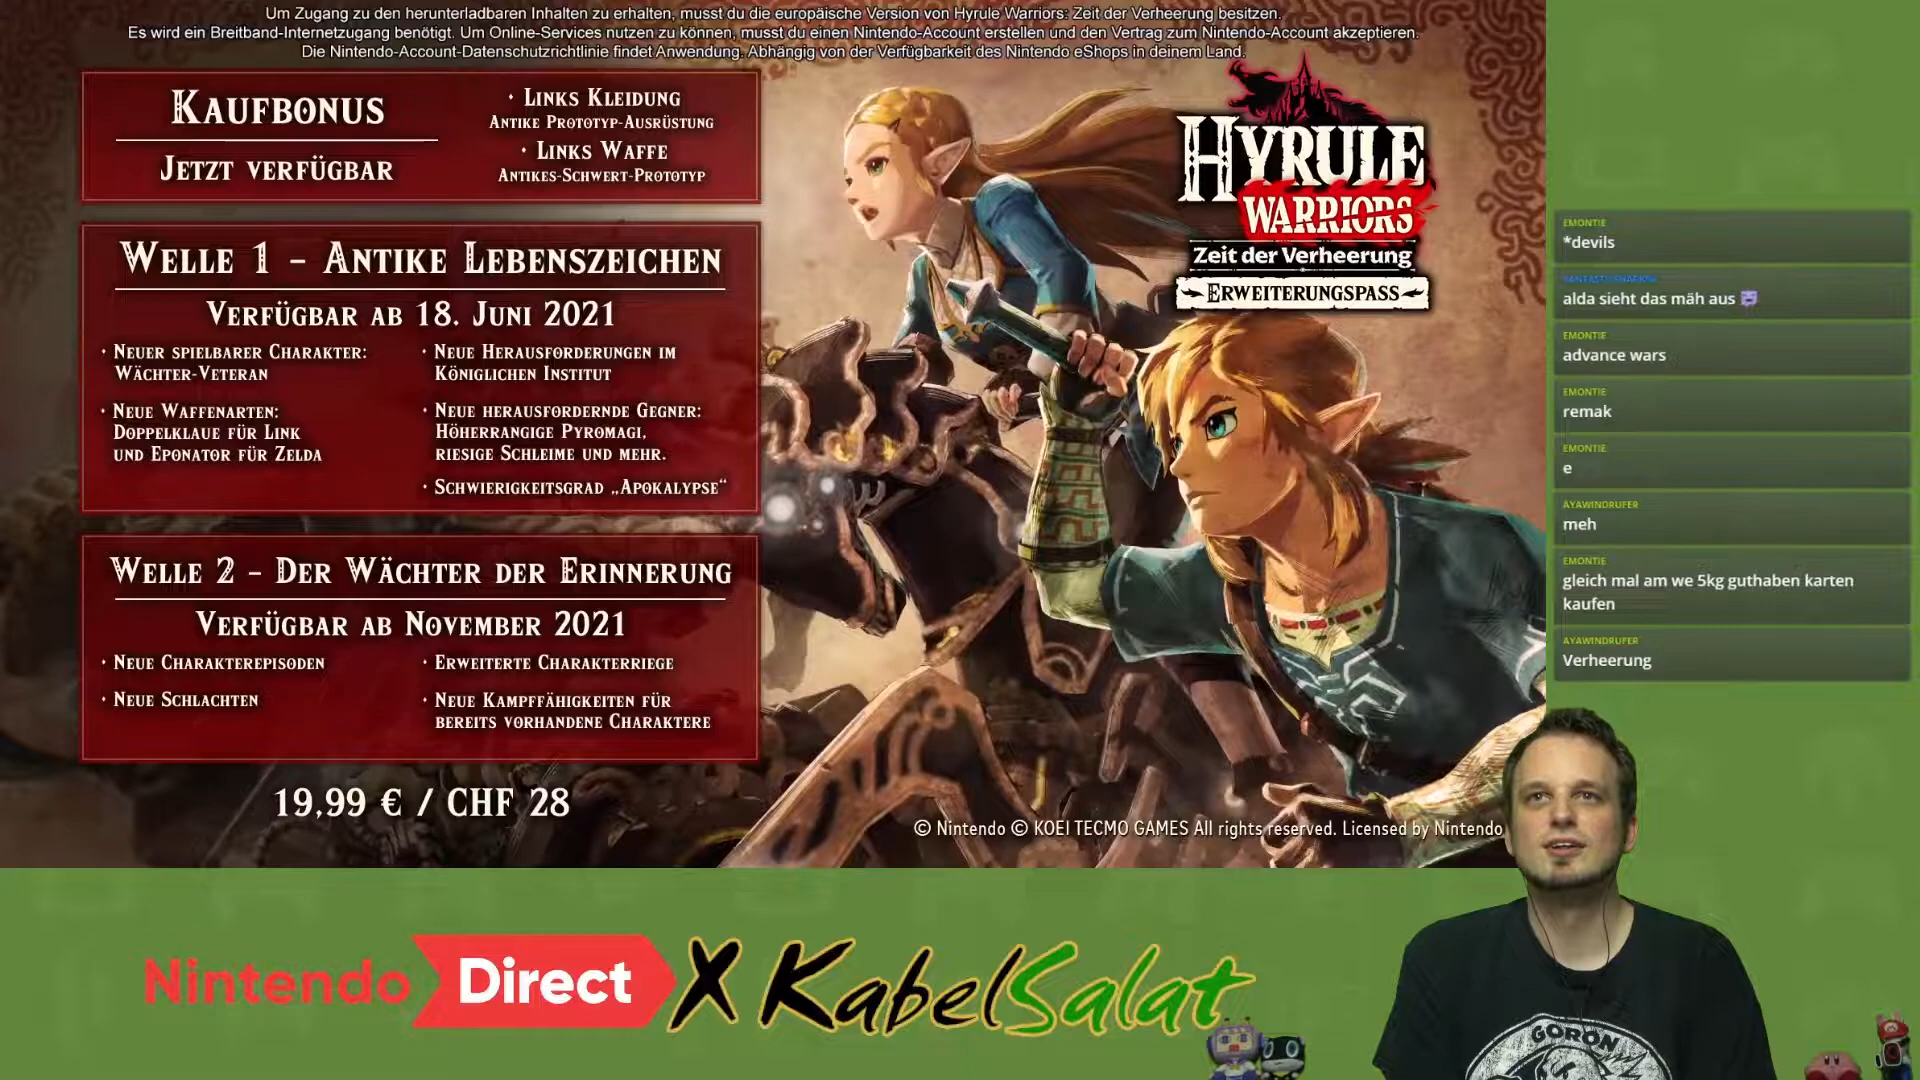 Um Zugang zu den herunterladbaren Inhalten zu erhalten, musst du die europäische Version von Hyrule Warriors: Zeit der Verheerung besitzen.
Es wird ein Breitband-Internetzugang benötigt. Um Online-Services nutzen zu können, musst du einen Nintendo-Account erstellen und den Vertrag zum Nintendo-Account akzeptieren.
Die Nintendo-Account-Datenschutzrichtlinie findet Anwendung. Abhängig von der Verfügbarkeit des Nintendo eShops in deinem Land.
Kaufbonus
Jetzt verfügbar
· Links Kleidung
Antike Prototyp-Ausrüstung
· Links Waffe
Antikes-Schwert-Prototyp
Welle 1 – Antike Lebenszeichen
Verfügbar ab 18. Juni 2021
· Neuer spielbarer Charakter:
Wächter-Veteran
· Neue Waffenarten:
Doppelklaue für Link
und Eponator für Zelda
· Neue Herausforderungen im
Königlichen Institut
· Neue herausfordernde Gegner:
Höherrangige Pyromagi,
riesige Schleime und mehr.
· Schwierigkeitsgrad „Apokalypse“
Welle 2 – Der Wächter der Erinnerung
Verfügbar ab November 2021
· Neue Charakterepisoden
· Neue Schlachten
· Erweiterte Charakterriege
· Neue Kampffähigkeiten für
bereits vorhandene Charaktere
19,99 € / CHF 28
Hyrule
Warriors
Zeit der Verheerung
Erweiterungspass
© Nintendo © KOEI TECMO GAMES All rights reserved. Licensed by Nintendo
EMONTIE
*devils
alda sieht das mäh aus
EMONTIE
advance wars
EMONTIE
remak
EMONTIE
e
AYAWINDRUFER
meh
EMONTIE
gleich mal am we 5kg guthaben karten
kaufen
AYAWINDRUFER
Verheerung
Nintendo Direct X KabelSalat
GORON